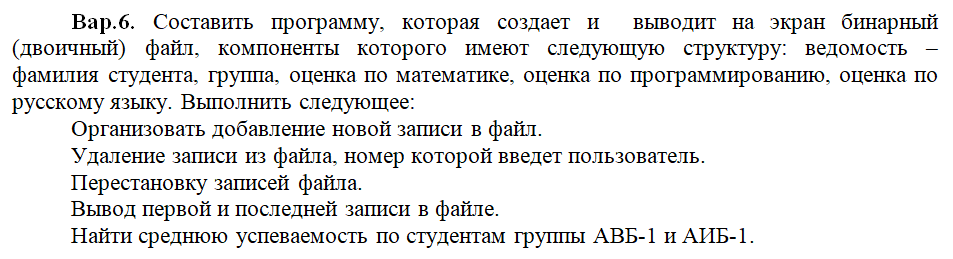 Вар.6. Составить программу, которая создает и выводит на экран бинарный
(двоичный) файл, компоненты которого имеют следующую структуру: ведомость –
фамилия студента, группа, оценка по математике, оценка по программированию, оценка по
русскому языку. Выполнить следующее:
Организовать добавление новой записи в файл.
Удаление записи из файла, номер которой введет пользователь.
Перестановку записей файла.
Вывод первой и последней записи в файле.
Найти среднюю успеваемость по студентам группы АВБ-1 и АИБ-1.